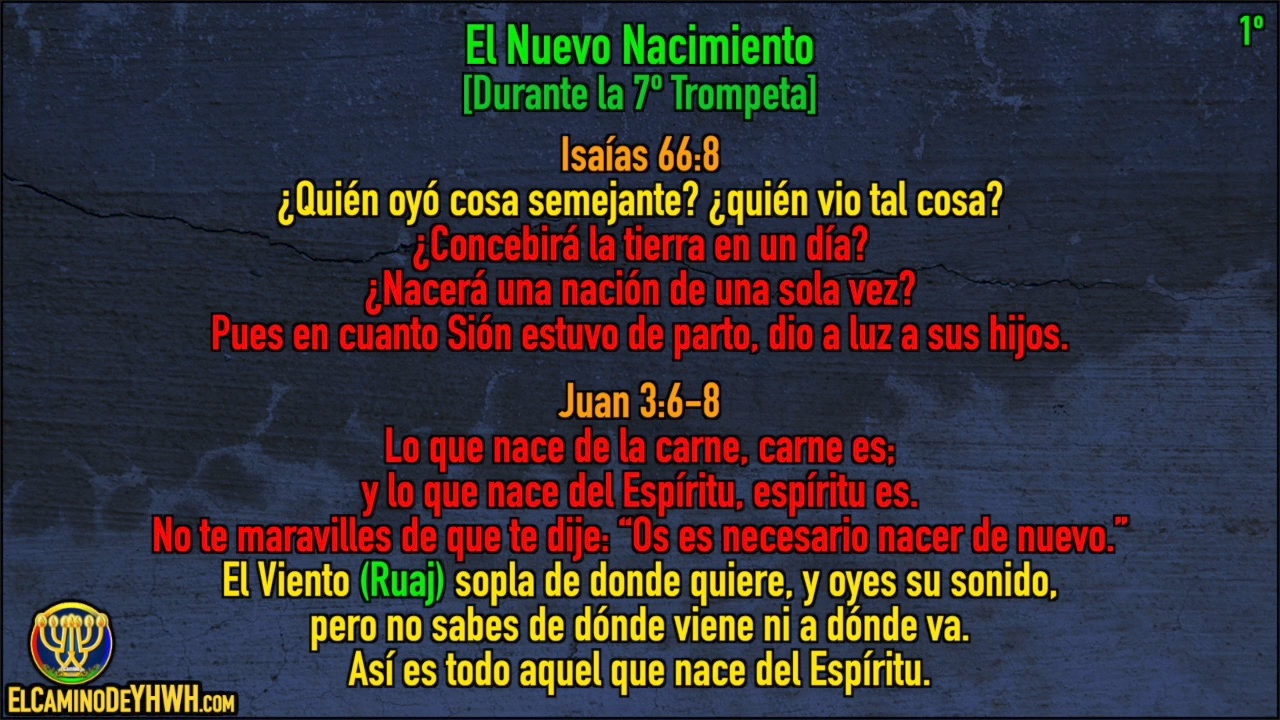 1º
El Nuevo Nacimiento
[Durante la 7º Trompeta]
Isaías 66:8
¿Quién oyó cosa semejante? ¿quién vio tal cosa?
¿Concebirá la tierra en un día?
¿Nacerá una nación de una sola vez?
Pues en cuanto Sión estuvo de parto, dio a luz a sus hijos.
Juan 3:6-8
Lo que nace de la carne, carne es;
y lo que nace del Espíritu, espíritu es.
No te maravilles de que te dije: “Os es necesario nacer de nuevo.”
El Viento (Ruaj) sopla de donde quiere, y oyes su sonido,
pero no sabes de dónde viene ni a dónde va.
Así es todo aquel que nace del Espíritu.
ELCAMINODEYHWH.COM